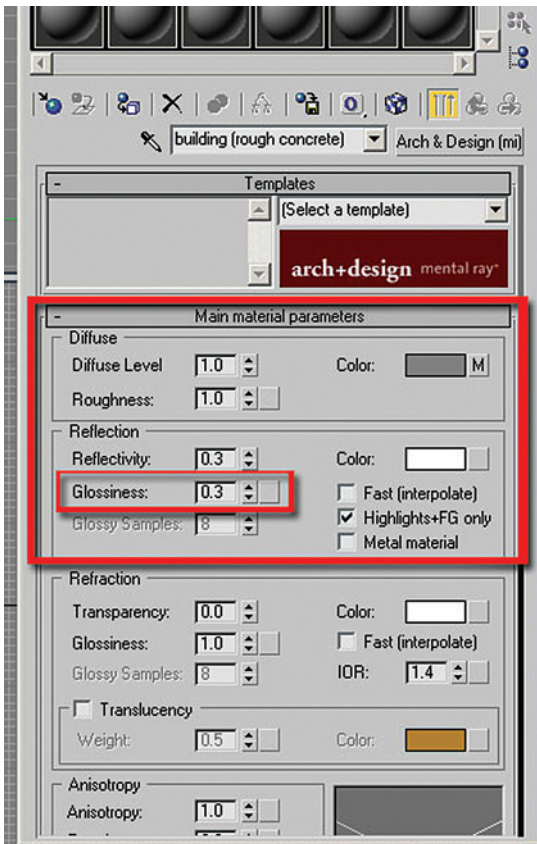 building (rough concrete) Arch & Design (mi)
- Templates
(Select a template)
arch+design mental ray
- Main material parameters
Diffuse
Diffuse Level 1.0 Color: M
Roughness: 1.0
Reflection
Reflectivity: 0.3 Color:
Glossiness: 0.3 Fast (interpolate)
Glossy Samples: 8 Highlights+FG only
Metal material
Refraction
Transparency: 0.0 Color:
Glossiness: 1.0 Fast (interpolate)
Glossy Samples: 8 IOR: 1.4
Translucency
Weight: 0.5 Color:
Anisotropy
Anisotropy: 1.0